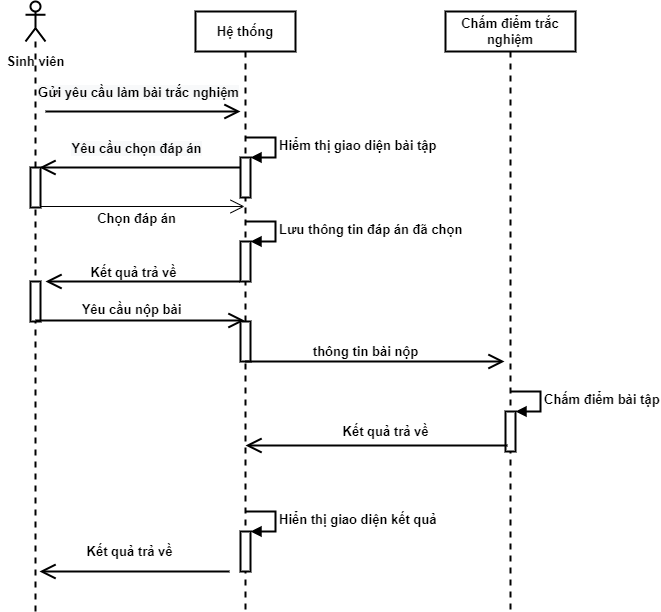 Hệ thống
Chấm điểm trắc
nghiệm
Sinh viên
Gửi yêu cầu làm bài trắc nghiệm
Hiểm thị giao diện bài tập
Yêu cầu chọn đáp án
Chọn đáp án
Lưu thông tin đáp án đã chọn
Kết quả trả về
Yêu cầu nộp bài
thông tin bài nộp
Chấm điểm bài tập
Kết quả trả về
Hiển thị giao diện kết quả
Kết quả trả về